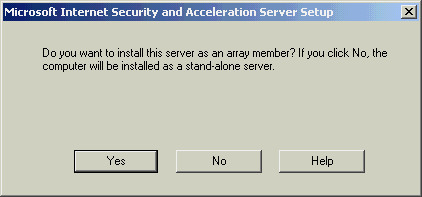 Microsoft Internet Security and Acceleration Server Setup
Do you want to install this server as an array member? If you click No, the
computer will be installed as a stand-alone server.
Yes No Help